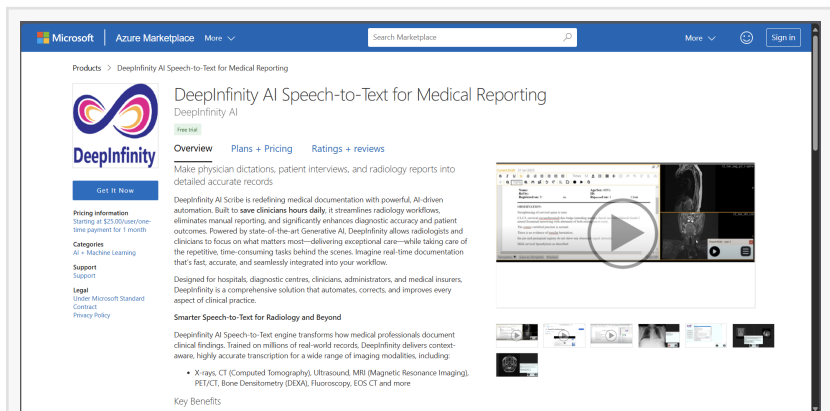 Microsoft
Azure Marketplace
More
Search Marketplace
More
Sign in
Products > DeepInfinity AI Speech-to-Text for Medical Reporting
DeepInfinity
DeepInfinity AI Speech-to-Text for Medical Reporting
DeepInfinity AI
Free trial
Get It Now
Pricing information
Starting at $25.00/user/one-
time payment for 1 month
Categories
AI + Machine Learning
Support
Support
Legal
Under Microsoft Standard
Contract
Privacy Policy
Overview Plans + Pricing Ratings + reviews
Make physician dictations, patient interviews, and radiology reports into
detailed accurate records
DeepInfinity AI Scribe is redefining medical documentation with powerful, AI-driven
automation. Built to save clinicians hours daily, it streamlines radiology workflows,
eliminates manual reporting, and significantly enhances diagnostic accuracy and patient
outcomes. Powered by state-of-the-art Generative AI, DeepInfinity allows radiologists and
clinicians to focus on what matters most—delivering exceptional care—while taking care of
the repetitive, time-consuming tasks behind the scenes. Imagine real-time documentation
that's fast, accurate, and seamlessly integrated into your workflow.
Designed for hospitals, diagnostic centres, clinicians, administrators, and medical insurers,
DeepInfinity is a comprehensive solution that automates, corrects, and improves every
aspect of clinical practice.
Smarter Speech-to-Text for Radiology and Beyond
Deepinfinity AI Speech-to-Text engine transforms how medical professionals document
clinical findings. Trained on millions of real-world records, DeepInfinity delivers context-
aware, highly accurate transcription for a wide range of imaging modalities, including:
• X-rays, CT (Computed Tomography), Ultrasound, MRI (Magnetic Resonance Imaging),
PET/CT, Bone Densitometry (DEXA), Fluoroscopy, EOS CT and more
Key Benefits
OBSERVATION: